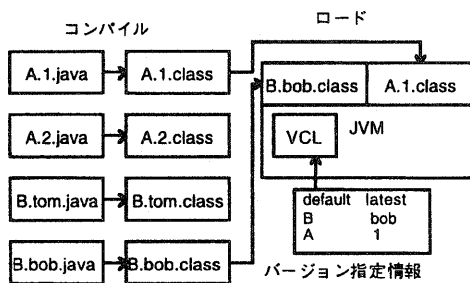 コンパイル
ロード
A.1.java
A.1.class
B.bob.class
A.1.class
A.2.java
A.2.class
VCL
JVM
B.tom.java
B.tom.class
default latest
B bob
A 1
B.bob.java
B.bob.class
バージョン指定情報